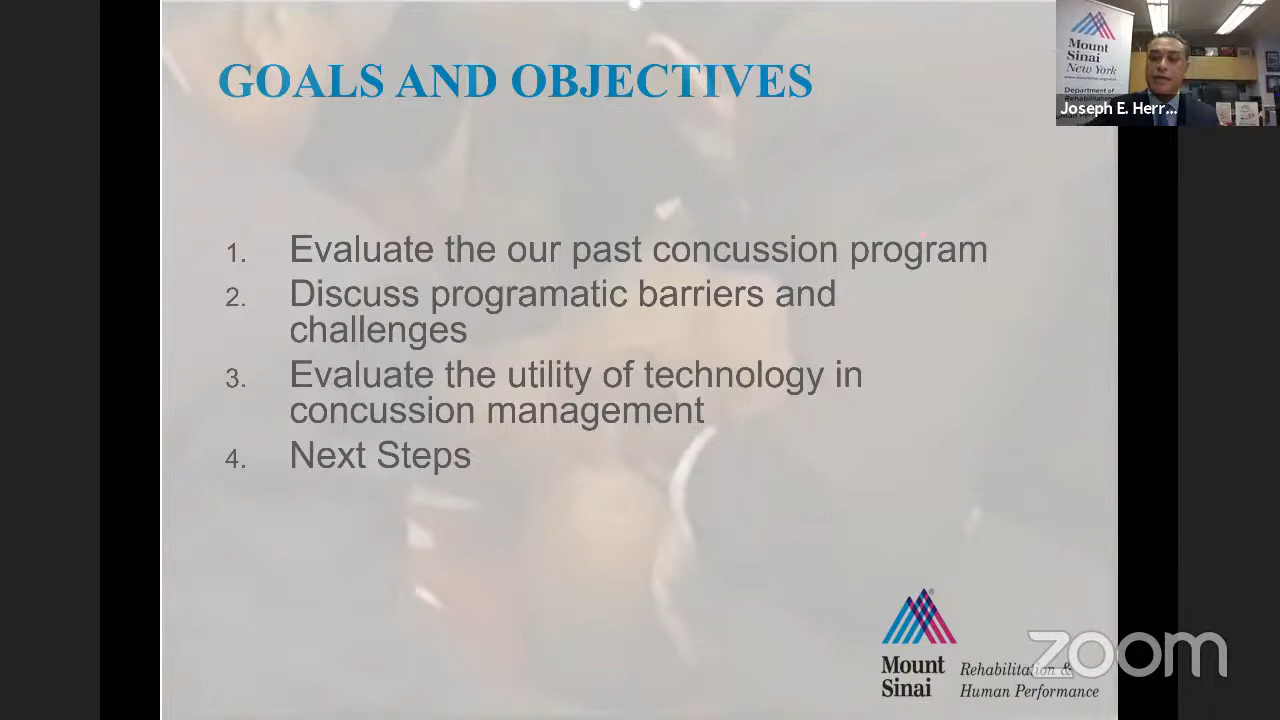 GOALS AND OBJECTIVES
1. Evaluate the our past concussion program
2. Discuss programatic barriers and
challenges
3. Evaluate the utility of technology in
concussion management
4. Next Steps
Mount
Sinai
New York
Department of
Joseph E. Herr...
Mount
Sinai
Rehabilitation &
Human Performance
zoom